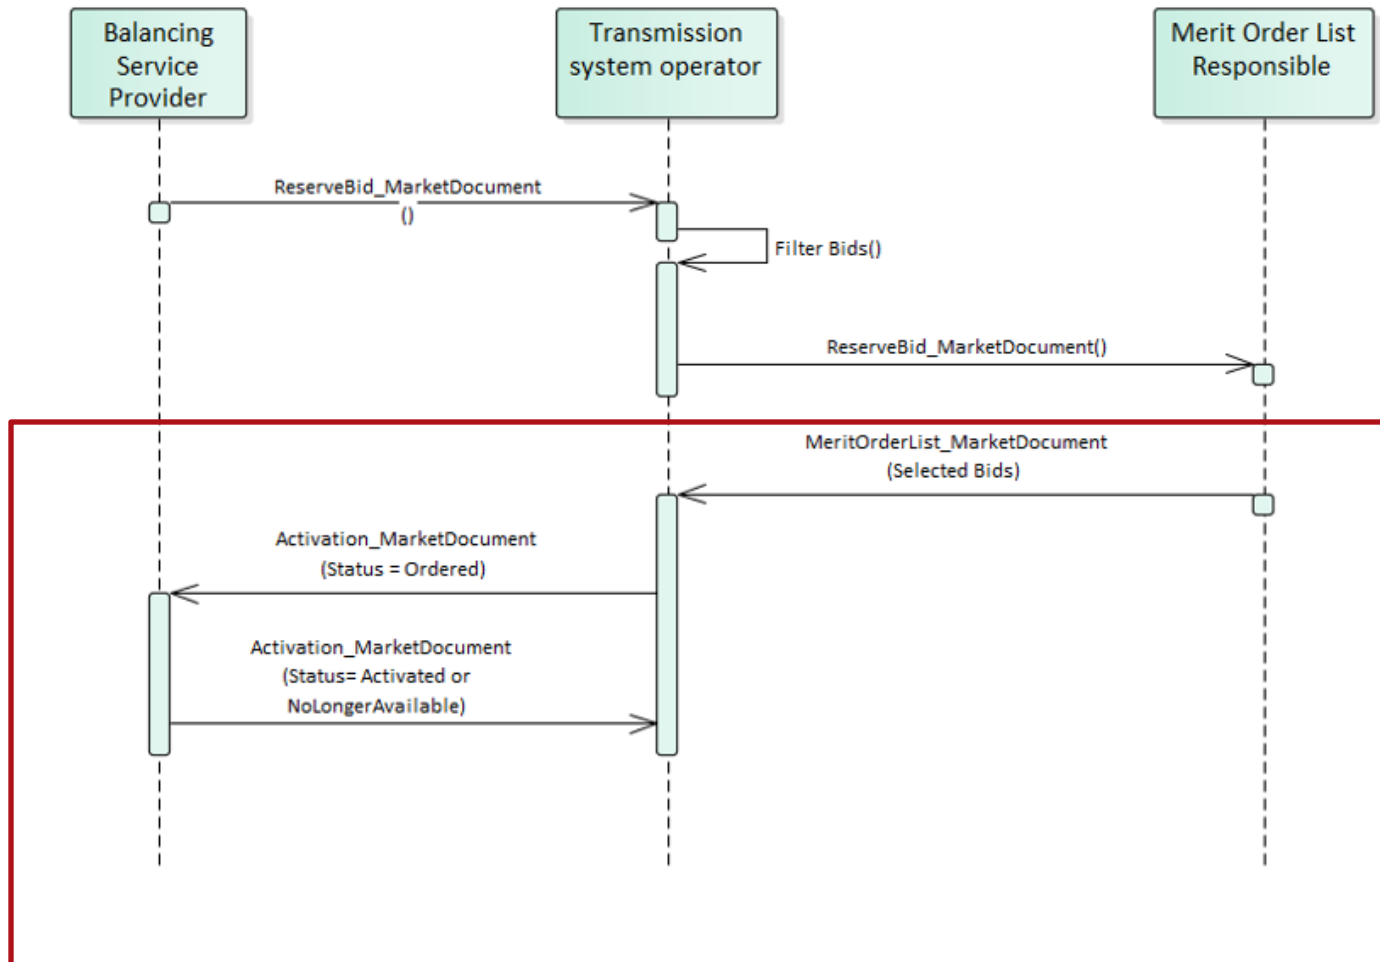 Balancing
Service
Provider
Transmission
system operator
Merit Order List
Responsible
ReserveBid_MarketDocument
()
Filter Bids()
ReserveBid_MarketDocument()
MeritOrderList_MarketDocument
(Selected Bids)
Activation_MarketDocument
(Status = Ordered)
Activation_MarketDocument
(Status= Activated or
NoLongerAvailable)